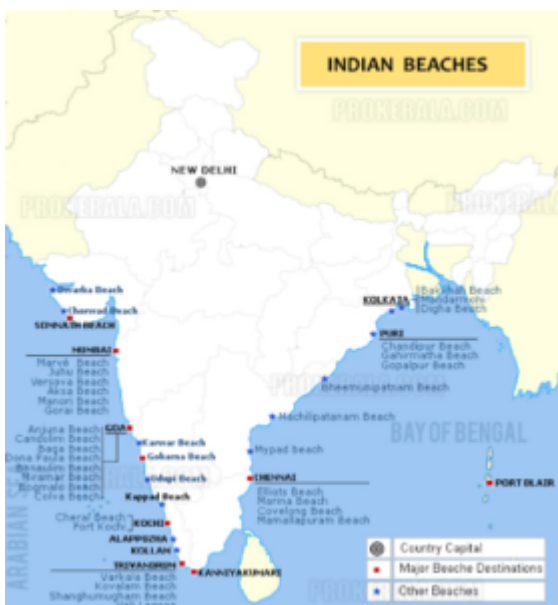 INDIAN BEACHES
PROKERALA.COM
NEW DELHI
PROKERALA.COM
PROKERALA.COM
Dwarka Beach
Chorwad Beach
SOMNATH BEACH
MUMBAI
Marve Beach
Juhu Beach
Versova Beach
Aksa Beach
Manori Beach
Gorai Beach
KOLKATA
Bakkhali Beach
Mandarmoni
Digha Beach
PURI
Chandipur Beach
Gahirmatha Beach
Gopalpur Beach
Bheemunipatnam Beach
Machilipatanam Beach
BAY OF BENGAL
Mypad beach
GOA
Anjuna Beach
Candolim Beach
Baga Beach
Dona Paula Beach
Benaulim Beach
Miramar Beach
Bogmalo Beach
Colva Beach
Kannar Beach
Gokarna Beach
Udupi Beach
Kappad Beach
CHENNAI
Elliots Beach
Marina Beach
Covelong Beach
Mamallapuram Beach
PORT BLAIR
ARABIAN SEA
KOCHI
Cherai Beach
Fort Kochi
ALAPPUZHA
KOLLAM
TRIVANDRUM
KANNIYAKUMARI
Varkala Beach
Kovalam Beach
Shanghumugham Beach
Country Capital
Major Beache Destinations
Other Beaches